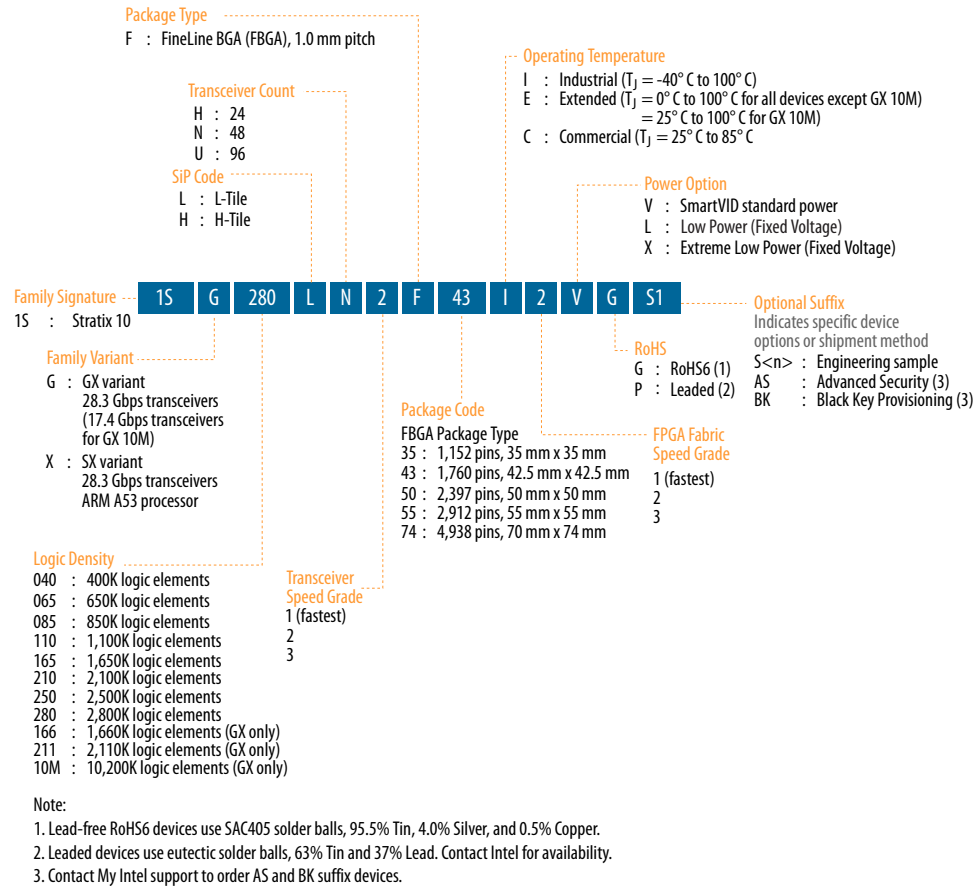 Package Type
F : FineLine BGA (FBGA), 1.0 mm pitch
Operating Temperature
I : Industrial (TJ = -40° C to 100° C)
E : Extended (TJ = 0° C to 100° C for all devices except GX 10M)
= 25° C to 100° C for GX 10M)
C : Commercial (TJ = 25° C to 85° C
Transceiver Count
H : 24
N : 48
U : 96
SiP Code
L : L-Tile
H : H-Tile
Power Option
V : SmartVID standard power
L : Low Power (Fixed Voltage)
X : Extreme Low Power (Fixed Voltage)
Family Signature
1S : Stratix 10
1S G 280 L N 2 F 43 I 2 V G S1
Optional Suffix
Indicates specific device
options or shipment method
S<n> : Engineering sample
AS : Advanced Security (3)
BK : Black Key Provisioning (3)
Family Variant
G : GX variant
28.3 Gbps transceivers
(17.4 Gbps transceivers
for GX 10M)
X : SX variant
28.3 Gbps transceivers
ARM A53 processor
RoHS
G : RoHS6 (1)
P : Leaded (2)
Package Code
FBGA Package Type
35 : 1,152 pins, 35 mm x 35 mm
43 : 1,760 pins, 42.5 mm x 42.5 mm
50 : 2,397 pins, 50 mm x 50 mm
55 : 2,912 pins, 55 mm x 55 mm
74 : 4,938 pins, 70 mm x 74 mm
FPGA Fabric
Speed Grade
1 (fastest)
2
3
Logic Density
040 : 400K logic elements
065 : 650K logic elements
085 : 850K logic elements
110 : 1,100K logic elements
165 : 1,650K logic elements
210 : 2,100K logic elements
250 : 2,500K logic elements
280 : 2,800K logic elements
166 : 1,660K logic elements (GX only)
211 : 2,110K logic elements (GX only)
10M : 10,200K logic elements (GX only)
Transceiver
Speed Grade
1 (fastest)
2
3
Note:
1. Lead-free RoHS6 devices use SAC405 solder balls, 95.5% Tin, 4.0% Silver, and 0.5% Copper.
2. Leaded devices use eutectic solder balls, 63% Tin and 37% Lead. Contact Intel for availability.
3. Contact My Intel support to order AS and BK suffix devices.